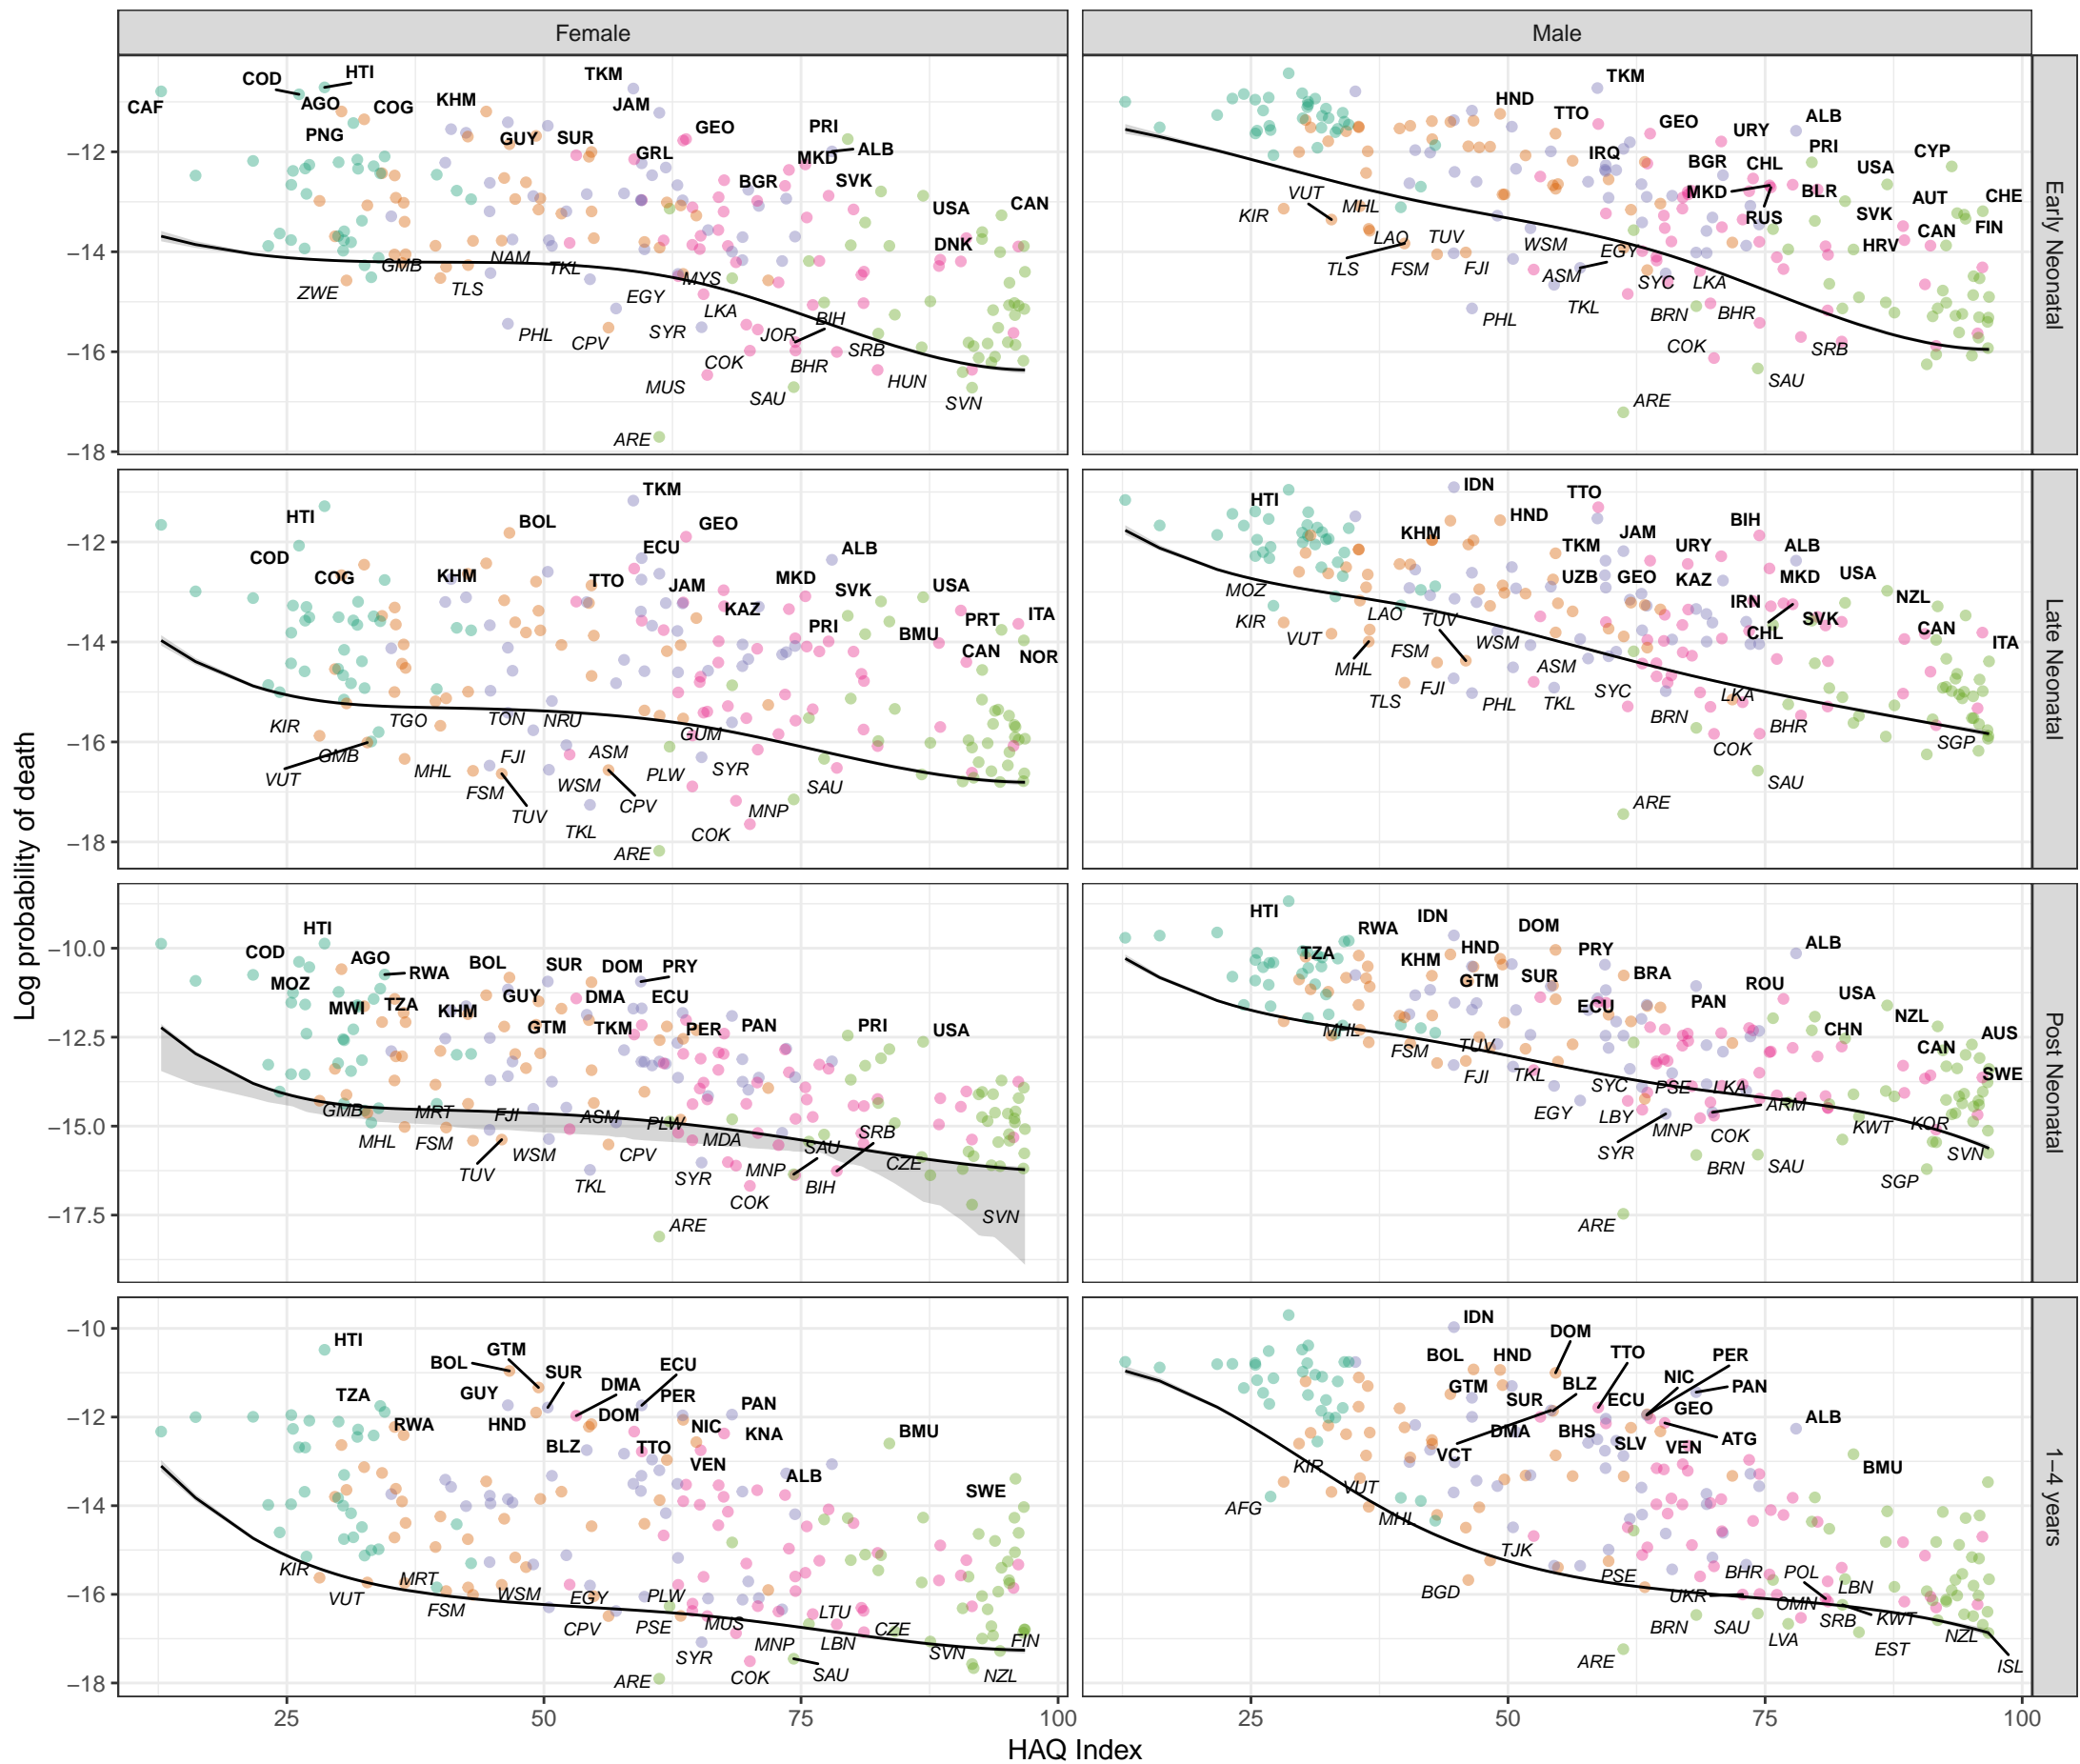 Female
Male
TKM
HTI
COD
TKM
CAF
AGO
COG
KHM
JAM
HND
TTO
ALB
PNG
GUY
SUR
GEO
PRI
GEO
URY
PRI
CYP
GRL
MKD
ALB
IRQ
BGR
CHL
USA
BGR
SVK
MKD
BLR
AUT
CHE
USA
CAN
VUT
MHL
RUS
SVK
CAN
FIN
KIR
DNK
LAO
TUV
WSM
EGY
HRV
GMB
NAM
TKL
MYS
TLS
FSM
FJI
ASM
SYC
LKA
ZWE
TLS
EGY
LKA
TKL
BRN
BHR
PHL
CPV
SYR
JOR
BIH
PHL
COK
BHR
SRB
COK
SRB
MUS
SAU
HUN
SVN
SAU
ARE
ARE
−12
−14
−16
−18
Early Neonatal
TKM
IDN
TTO
HTI
BOL
GEO
HTI
KHM
HND
JAM
BIH
COD
ECU
ALB
TKM
URY
ALB
COG
KHM
TTO
JAM
MKD
SVK
USA
UZB
GEO
KAZ
MKD
USA
KAZ
PRI
PRT
ITA
MOZ
IRN
SVK
NZL
BMU
CAN
NOR
KIR
LAO
TUV
CHL
CAN
ITA
VUT
MHL
FSM
WSM
ASM
KIR
TGO
TON
NRU
GUM
TLS
FJI
PHL
TKL
SYC
LKA
GMB
FJI
ASM
BRN
BHR
VUT
MHL
FSM
WSM
PLW
SYR
COK
SGP
TUV
CPV
SAU
SAU
TKL
COK
MNP
ARE
ARE
−12
−14
−16
−18
Late Neonatal
HTI
HTI
IDN
DOM
COD
AGO
RWA
BOL
SUR
DOM
PRY
RWA
TZA
KHM
HND
PRY
ALB
MOZ
MWI
TZA
KHM
GUY
DMA
ECU
GTM
SUR
BRA
ROU
GTM
TKM
PER
PAN
PRI
USA
ECU
PAN
USA
CHN
NZL
AUS
CAN
MHL
FSM
TUV
FJI
TKL
SWE
GMB
MRT
FJI
ASM
PLW
EGY
SYC
PSE
LKA
ARM
MHL
FSM
TUV
WSM
CPV
MDA
SAU
SRB
LBY
MNP
COK
KWT
KOR
TKL
SYR
MNP
BIH
CZE
SYR
BRN
SAU
SVN
COK
SGP
SVN
ARE
ARE
−10.0
−12.5
−15.0
−17.5
Post Neonatal
HTI
IDN
BOL
GTM
SUR
ECU
BOL
HND
DOM
TTO
PER
TZA
GUY
DMA
PER
GTM
SUR
BLZ
ECU
NIC
PAN
RWA
HND
DOM
NIC
PAN
DMA
BHS
GEO
ALB
BLZ
TTO
KNA
BMU
VCT
SLV
VEN
ATG
VEN
ALB
KIR
BMU
SWE
AFG
VUT
MHL
KIR
MRT
TJK
VUT
FSM
WSM
EGY
PLW
BGD
PSE
BHR
POL
LBN
CPV
PSE
MUS
LTU
UKR
OMN
KWT
SYR
MNP
LBN
CZE
FIN
BRN
SAU
SRB
COK
SAU
SVN
LVA
EST
NZL
ARE
NZL
ARE
ISL
−10
−12
−14
−16
−18
1−4 years
25
50
75
100
25
50
75
100
HAQ Index
Log probability of death